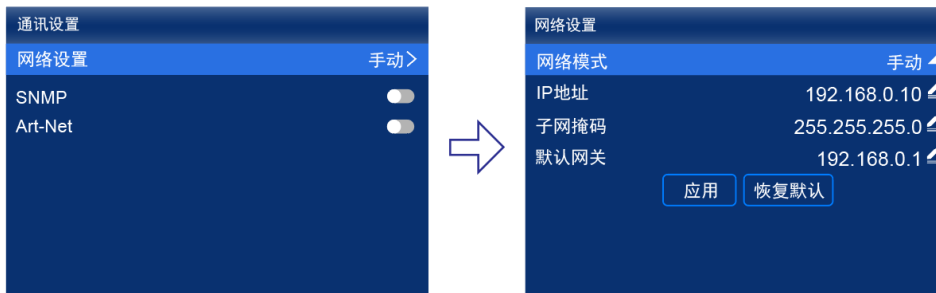 通讯设置
网络设置 手动>
SNMP
Art-Net
网络设置
网络模式 手动
IP地址 192.168.0.10
子网掩码 255.255.255.0
默认网关 192.168.0.1
应用 恢复默认